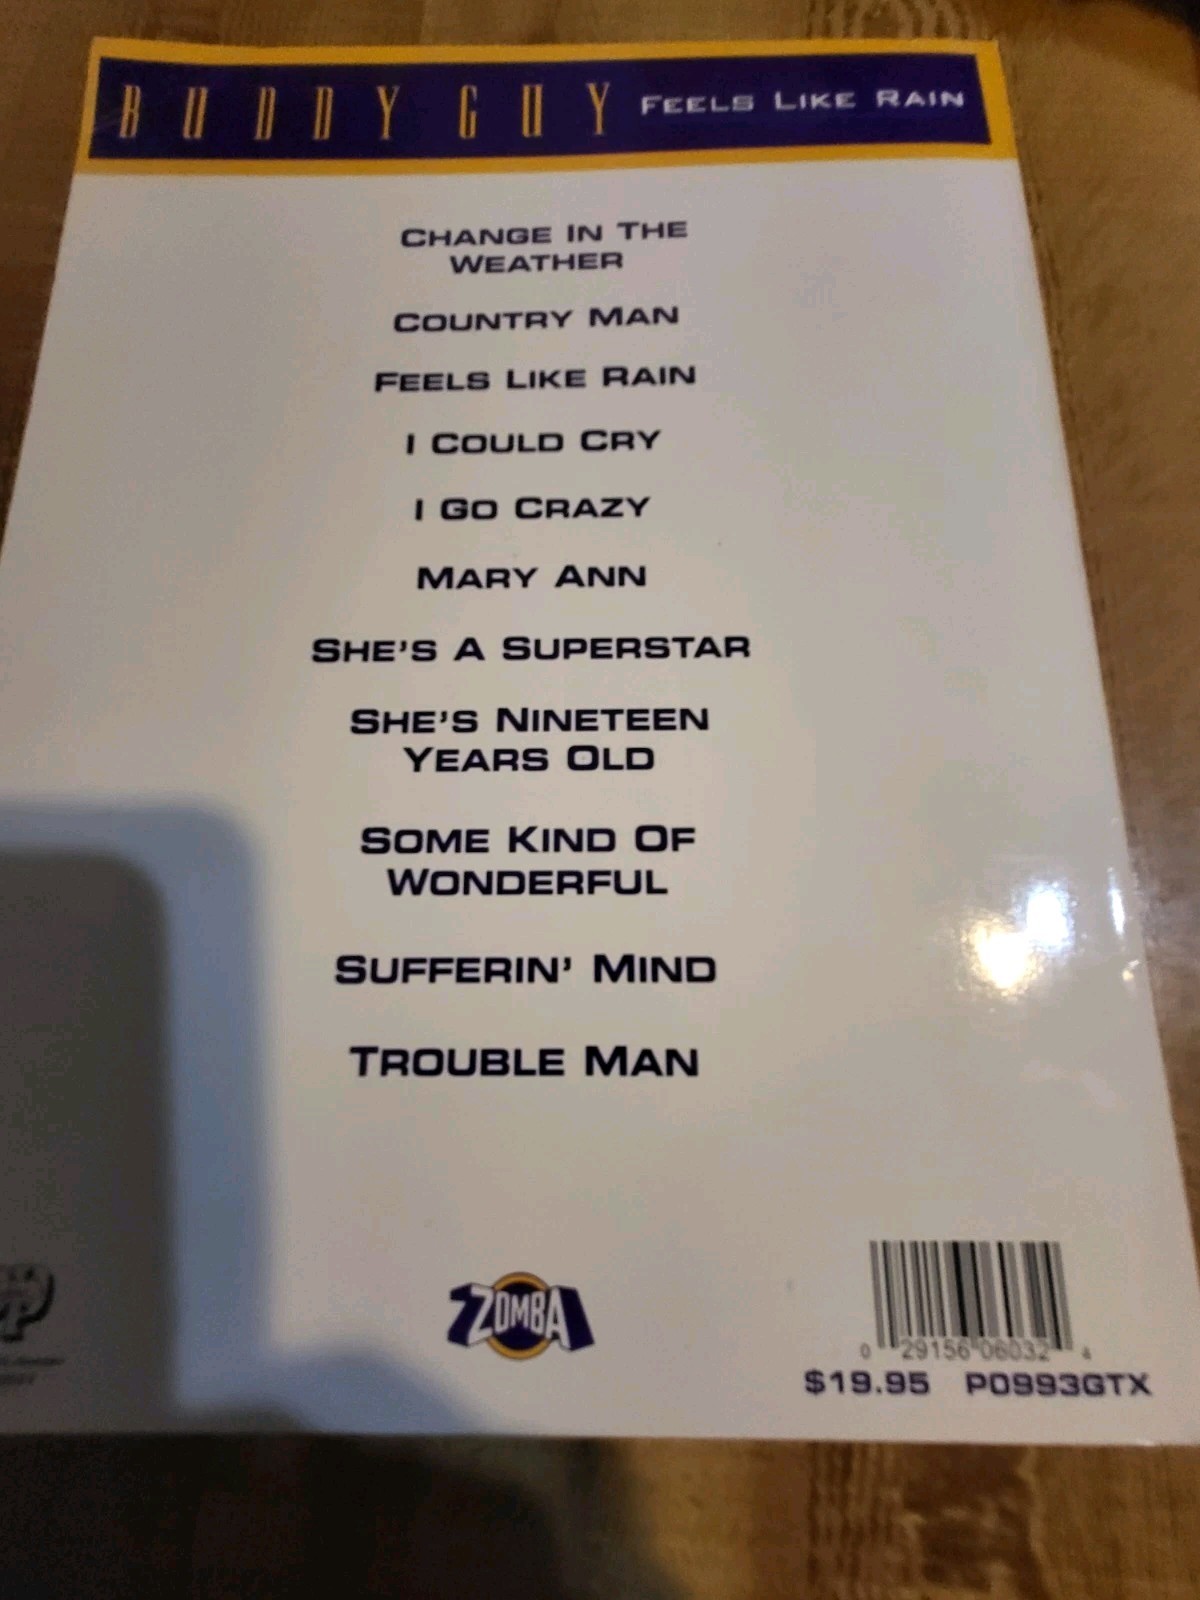 BUDDY GUY FEELS LIKE RAIN
CHANGE IN THE
WEATHER
COUNTRY MAN
FEELS LIKE RAIN
I COULD CRY
I GO CRAZY
MARY ANN
SHE'S A SUPERSTAR
SHE'S NINETEEN
YEARS OLD
SOME KIND OF
WONDERFUL
SUFFERIN' MIND
TROUBLE MAN
ZOMBA
0 29156 06032 4
$19.95 P0993GTX